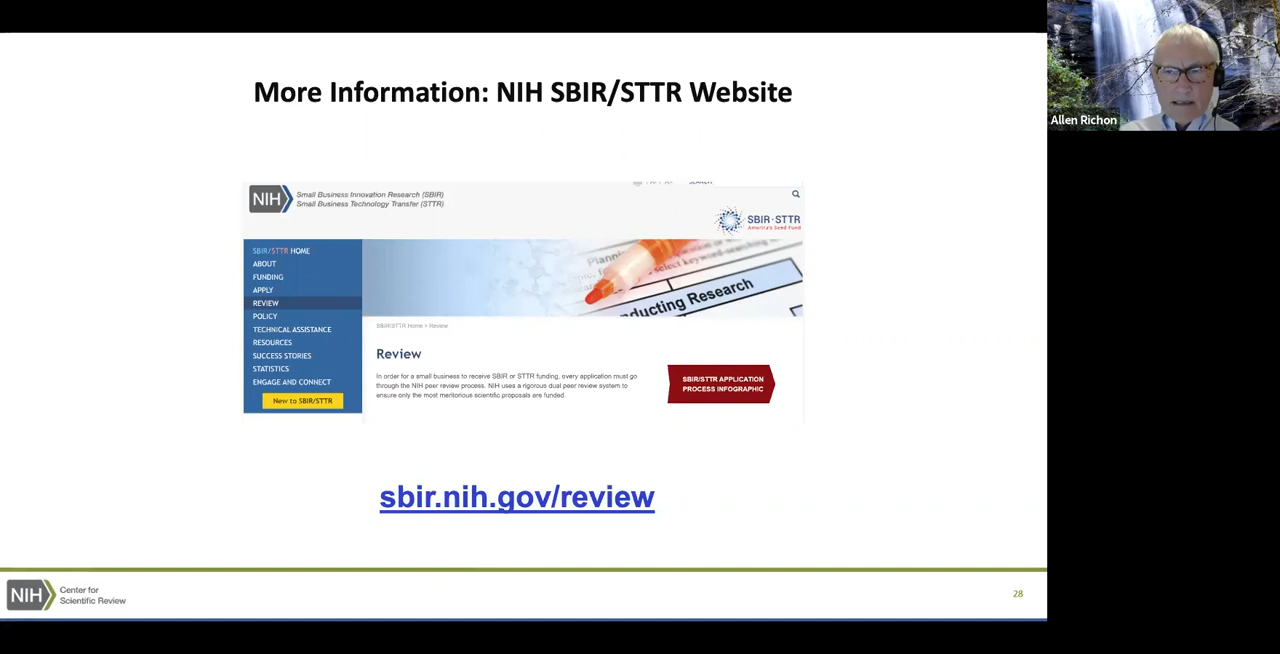 More Information: NIH SBIR/STTR Website
Allen Richon
NIH
Small Business Innovation Research (SBIR)
Small Business Technology Transfer (STTR)
SBIR·STTR
America's Seed Fund
SBIR/STTR HOME
ABOUT
FUNDING
APPLY
REVIEW
POLICY
TECHNICAL ASSISTANCE
RESOURCES
SUCCESS STORIES
STATISTICS
ENGAGE AND CONNECT
New to SBIR/STTR
Conducting Research
SBIR/STTR Home > Review
Review
In order for a small business to receive SBIR or STTR funding, every application must go
through the NIH peer review process. NIH uses a rigorous dual peer review system to
ensure only the most meritorious scientific proposals are funded.
SBIR/STTR APPLICATION
PROCESS INFOGRAPHIC
sbir.nih.gov/review
NIH
Center for
Scientific Review
28